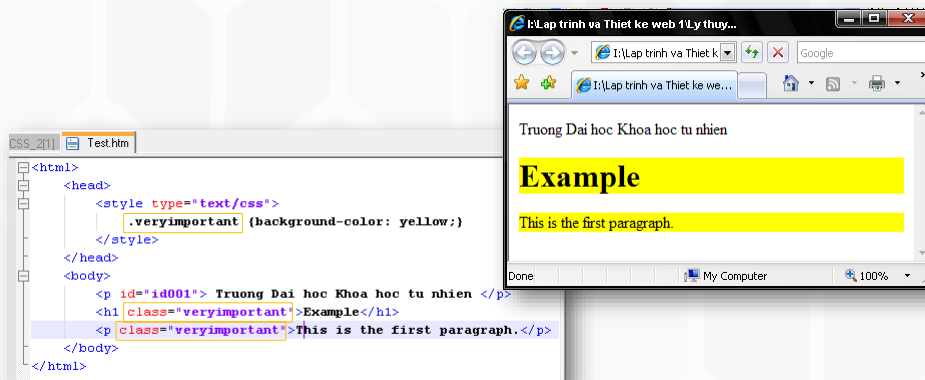 I:\Lap trinh va Thiet ke web 1\Ly thuy...
I:\Lap trinh va Thiet k
Google
I:\Lap trinh va Thiet ke we...
Truong Dai hoc Khoa hoc tu nhien
Example
This is the first paragraph.
Done
My Computer
100%
CSS_2[1]
Test.htm
<html>
<head>
<style type="text/css">
.veryimportant {background-color: yellow;}
</style>
</head>
<body>
<p id="id001"> Truong Dai hoc Khoa hoc tu nhien </p>
<h1 class="veryimportant">Example</h1>
<p class="veryimportant">This is the first paragraph.</p>
</body>
</html>